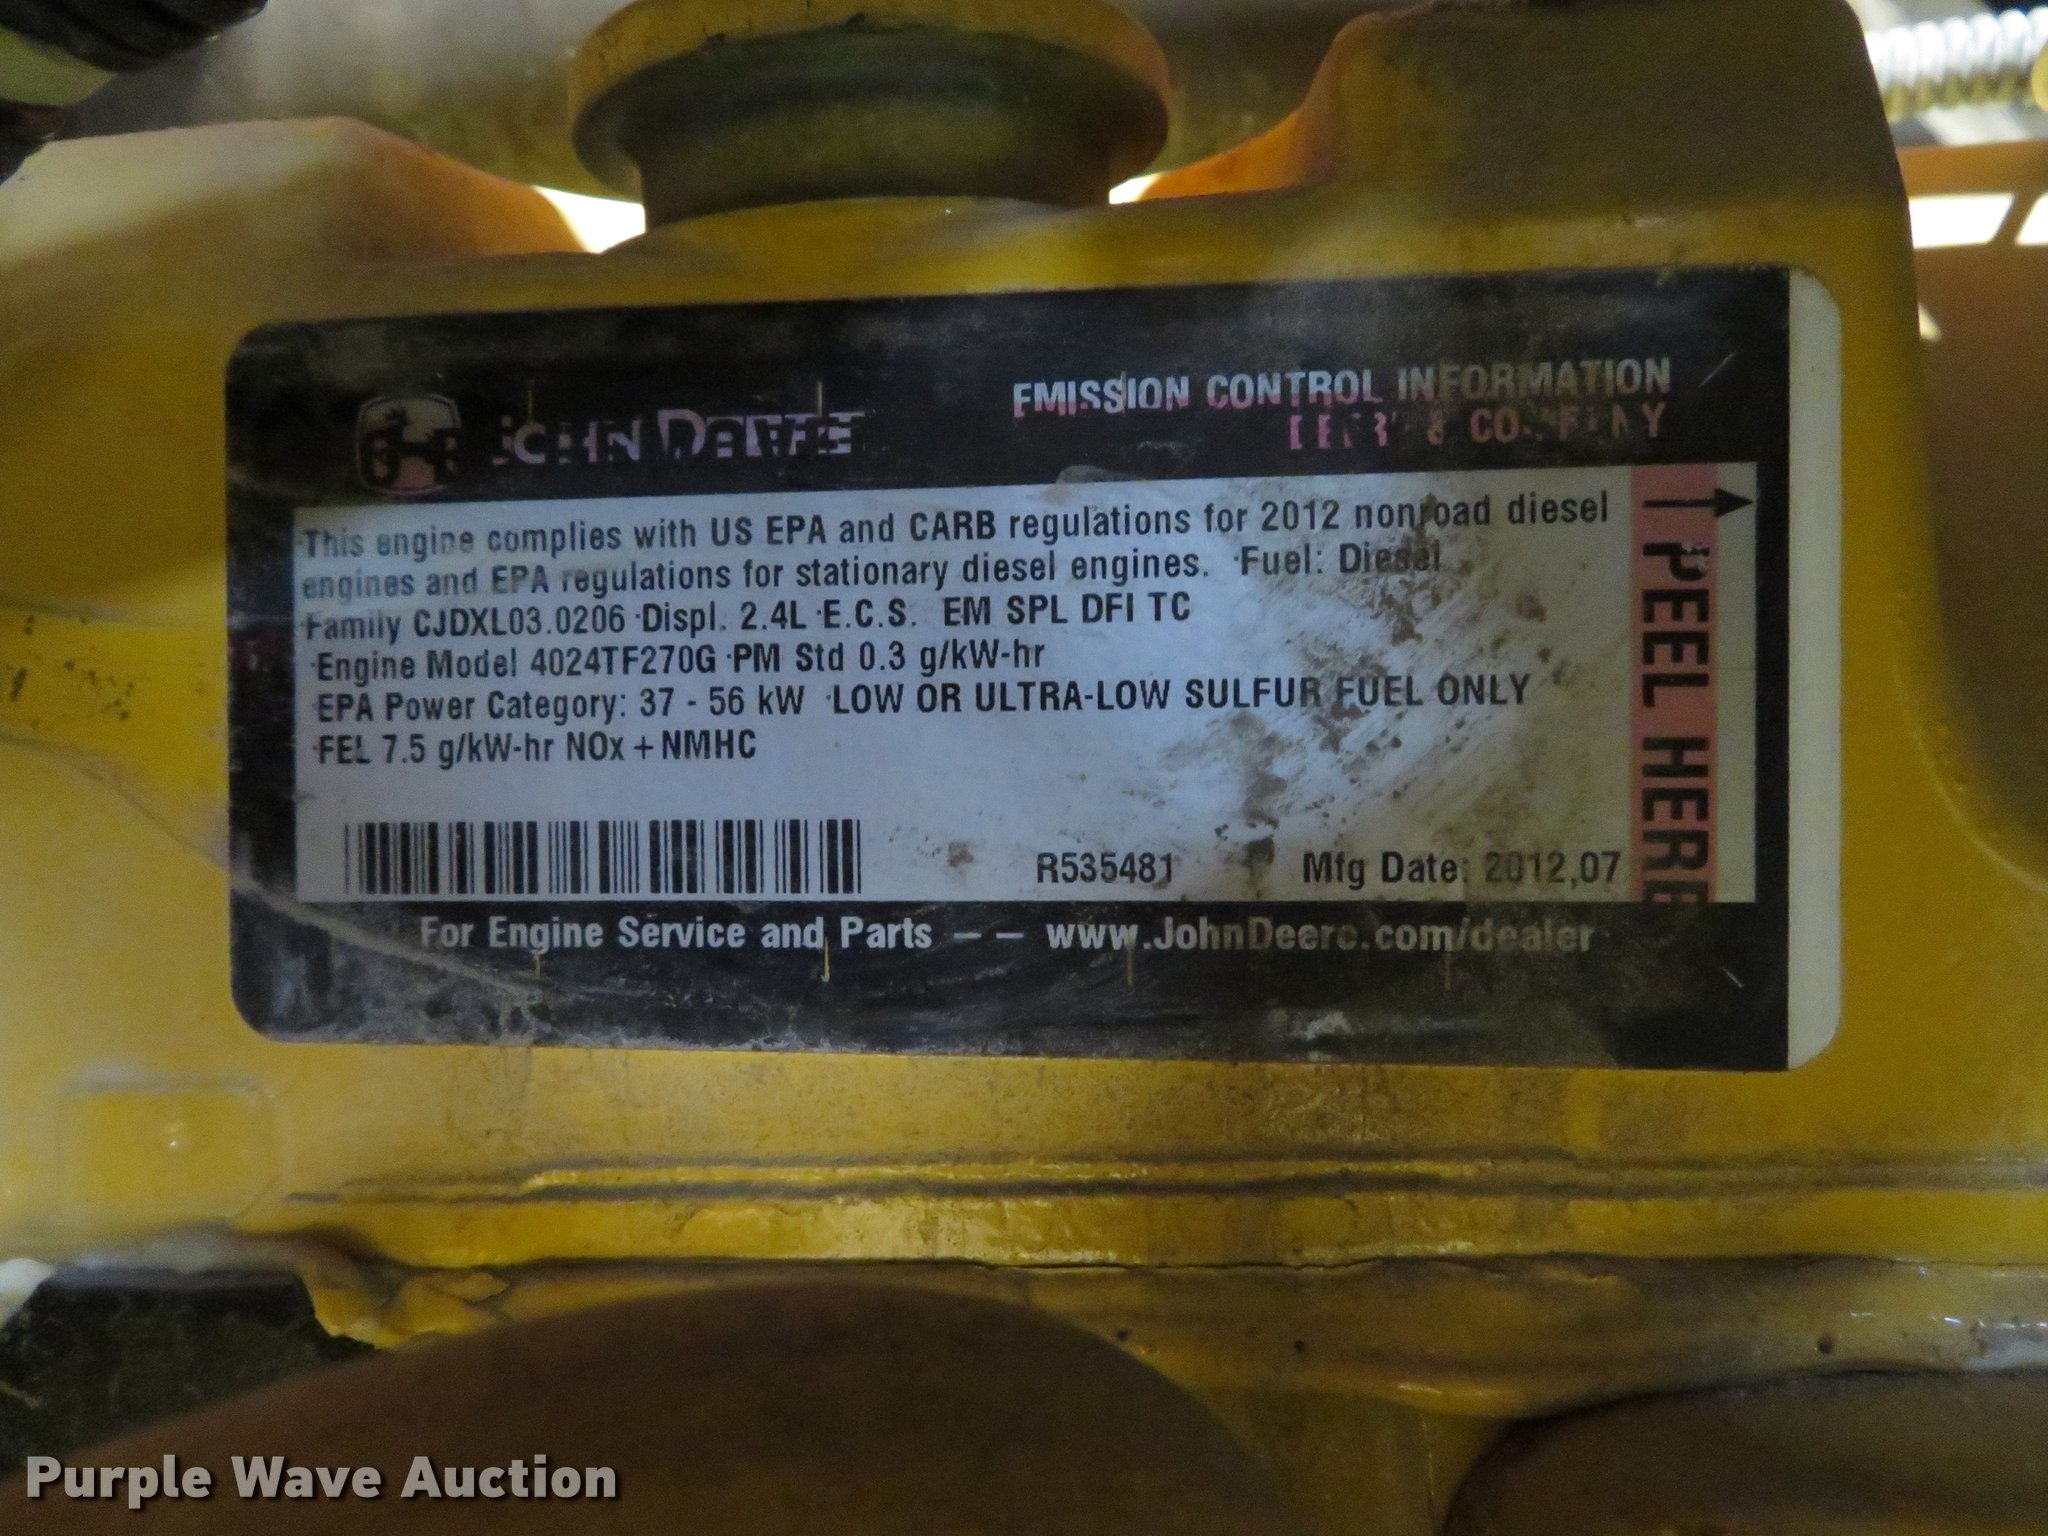 JOHN DEERE
EMISSION CONTROL INFORMATION
DEERE & COMPANY
This engine complies with US EPA and CARB regulations for 2012 nonroad diesel
engines and EPA regulations for stationary diesel engines. ·Fuel: Diesel
Family CJDXL03.0206 ·Displ. 2.4L ·E.C.S. EM SPL DFI TC
·Engine Model 4024TF270G ·PM Std 0.3 g/kW-hr
EPA Power Category: 37 - 56 kW ·LOW OR ULTRA-LOW SULFUR FUEL ONLY
·FEL 7.5 g/kW-hr NOx + NMHC
R535481 Mfg Date: 2012,07
PEEL HERE
For Engine Service and Parts -- www.JohnDeere.com/dealer
Purple Wave Auction